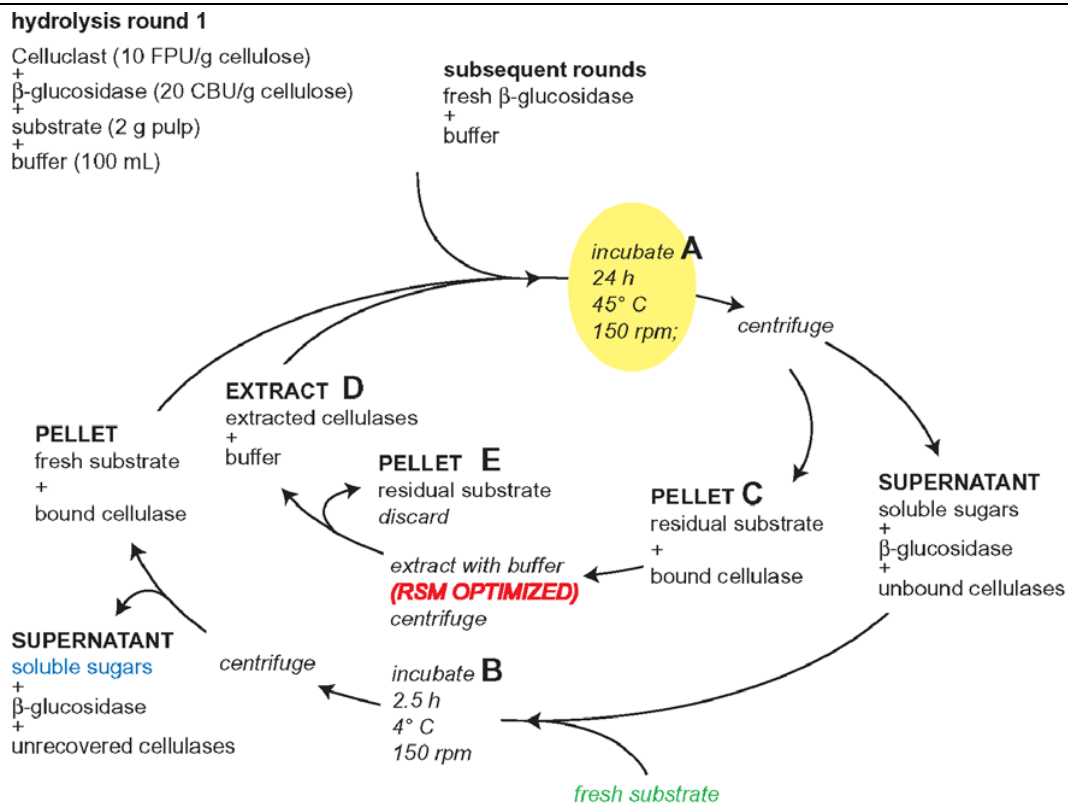 hydrolysis round 1
Celluclast (10 FPU/g cellulose)
+
β-glucosidase (20 CBU/g cellulose)
+
substrate (2 g pulp)
+
buffer (100 mL)
subsequent rounds
fresh β-glucosidase
+
buffer
incubate A
24 h
45° C
150 rpm;
centrifuge
SUPERNATANT
soluble sugars
+
β-glucosidase
+
unbound cellulases
PELLET C
residual substrate
+
bound cellulase
extract with buffer
(RSM OPTIMIZED)
centrifuge
PELLET E
residual substrate
discard
EXTRACT D
extracted cellulases
+
buffer
PELLET
fresh substrate
+
bound cellulase
SUPERNATANT
soluble sugars
+
β-glucosidase
+
unrecovered cellulases
centrifuge
incubate B
2.5 h
4° C
150 rpm
fresh substrate